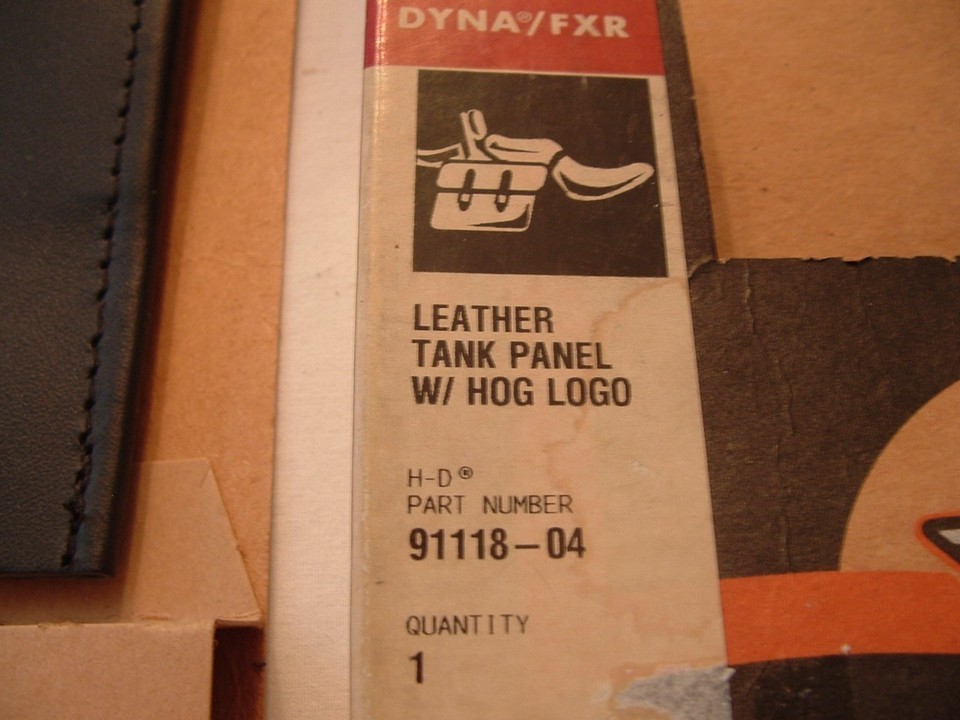 DYNA®/FXR
LEATHER
TANK PANEL
W/ HOG LOGO
H-D®
PART NUMBER
91118-04
QUANTITY
1